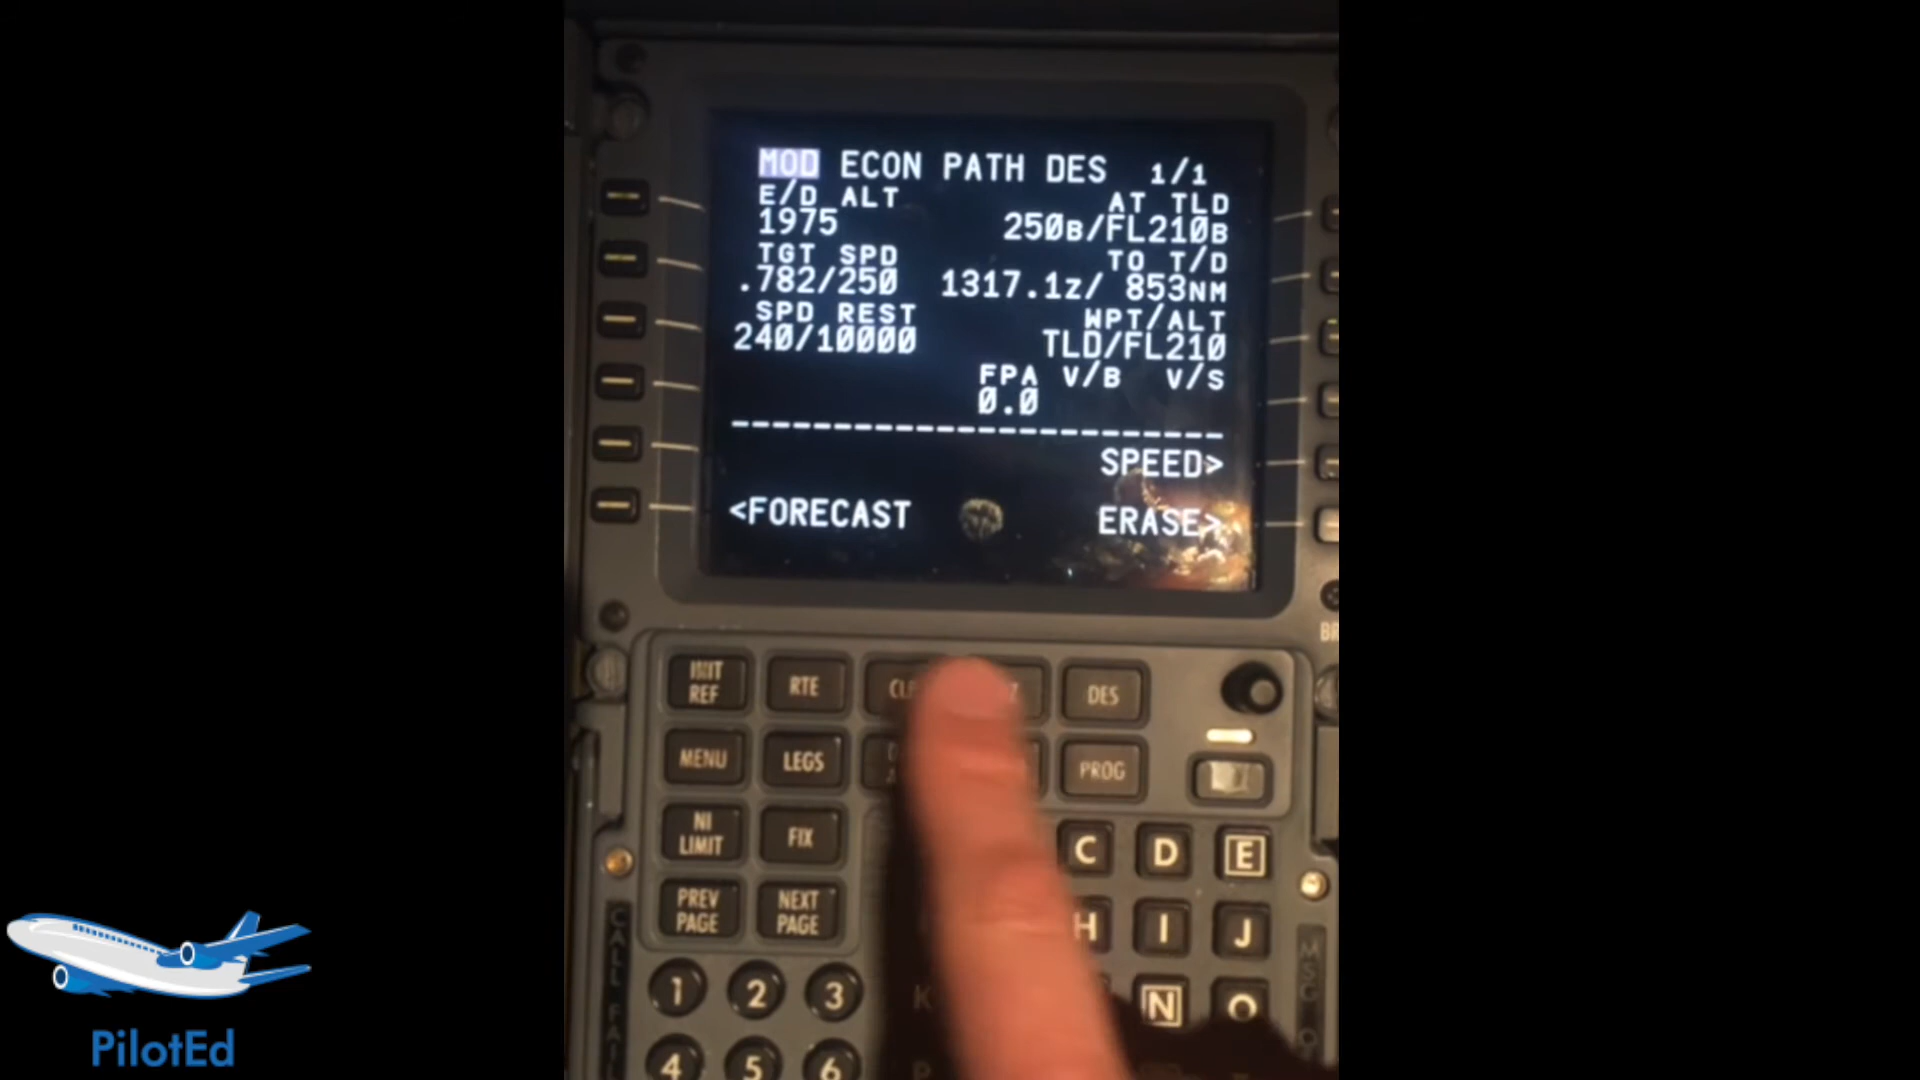 MOD ECON PATH DES 1/1
E/D ALT AT TLD
1975 250B/FL210B
TGT SPD TO T/D
.782/250 1317.1z/ 853NM
SPD REST WPT/ALT
240/10000 TLD/FL210
FPA V/B V/S
0.0
------------------------
SPEED>
<FORECAST ERASE>
INIT REF
RTE
DES
MENU
LEGS
PROG
N1 LIMIT
FIX
C D E
PREV PAGE
NEXT PAGE
H I J
1 2 3
K N O
4 5 6
CALL
MSG
PilotEd